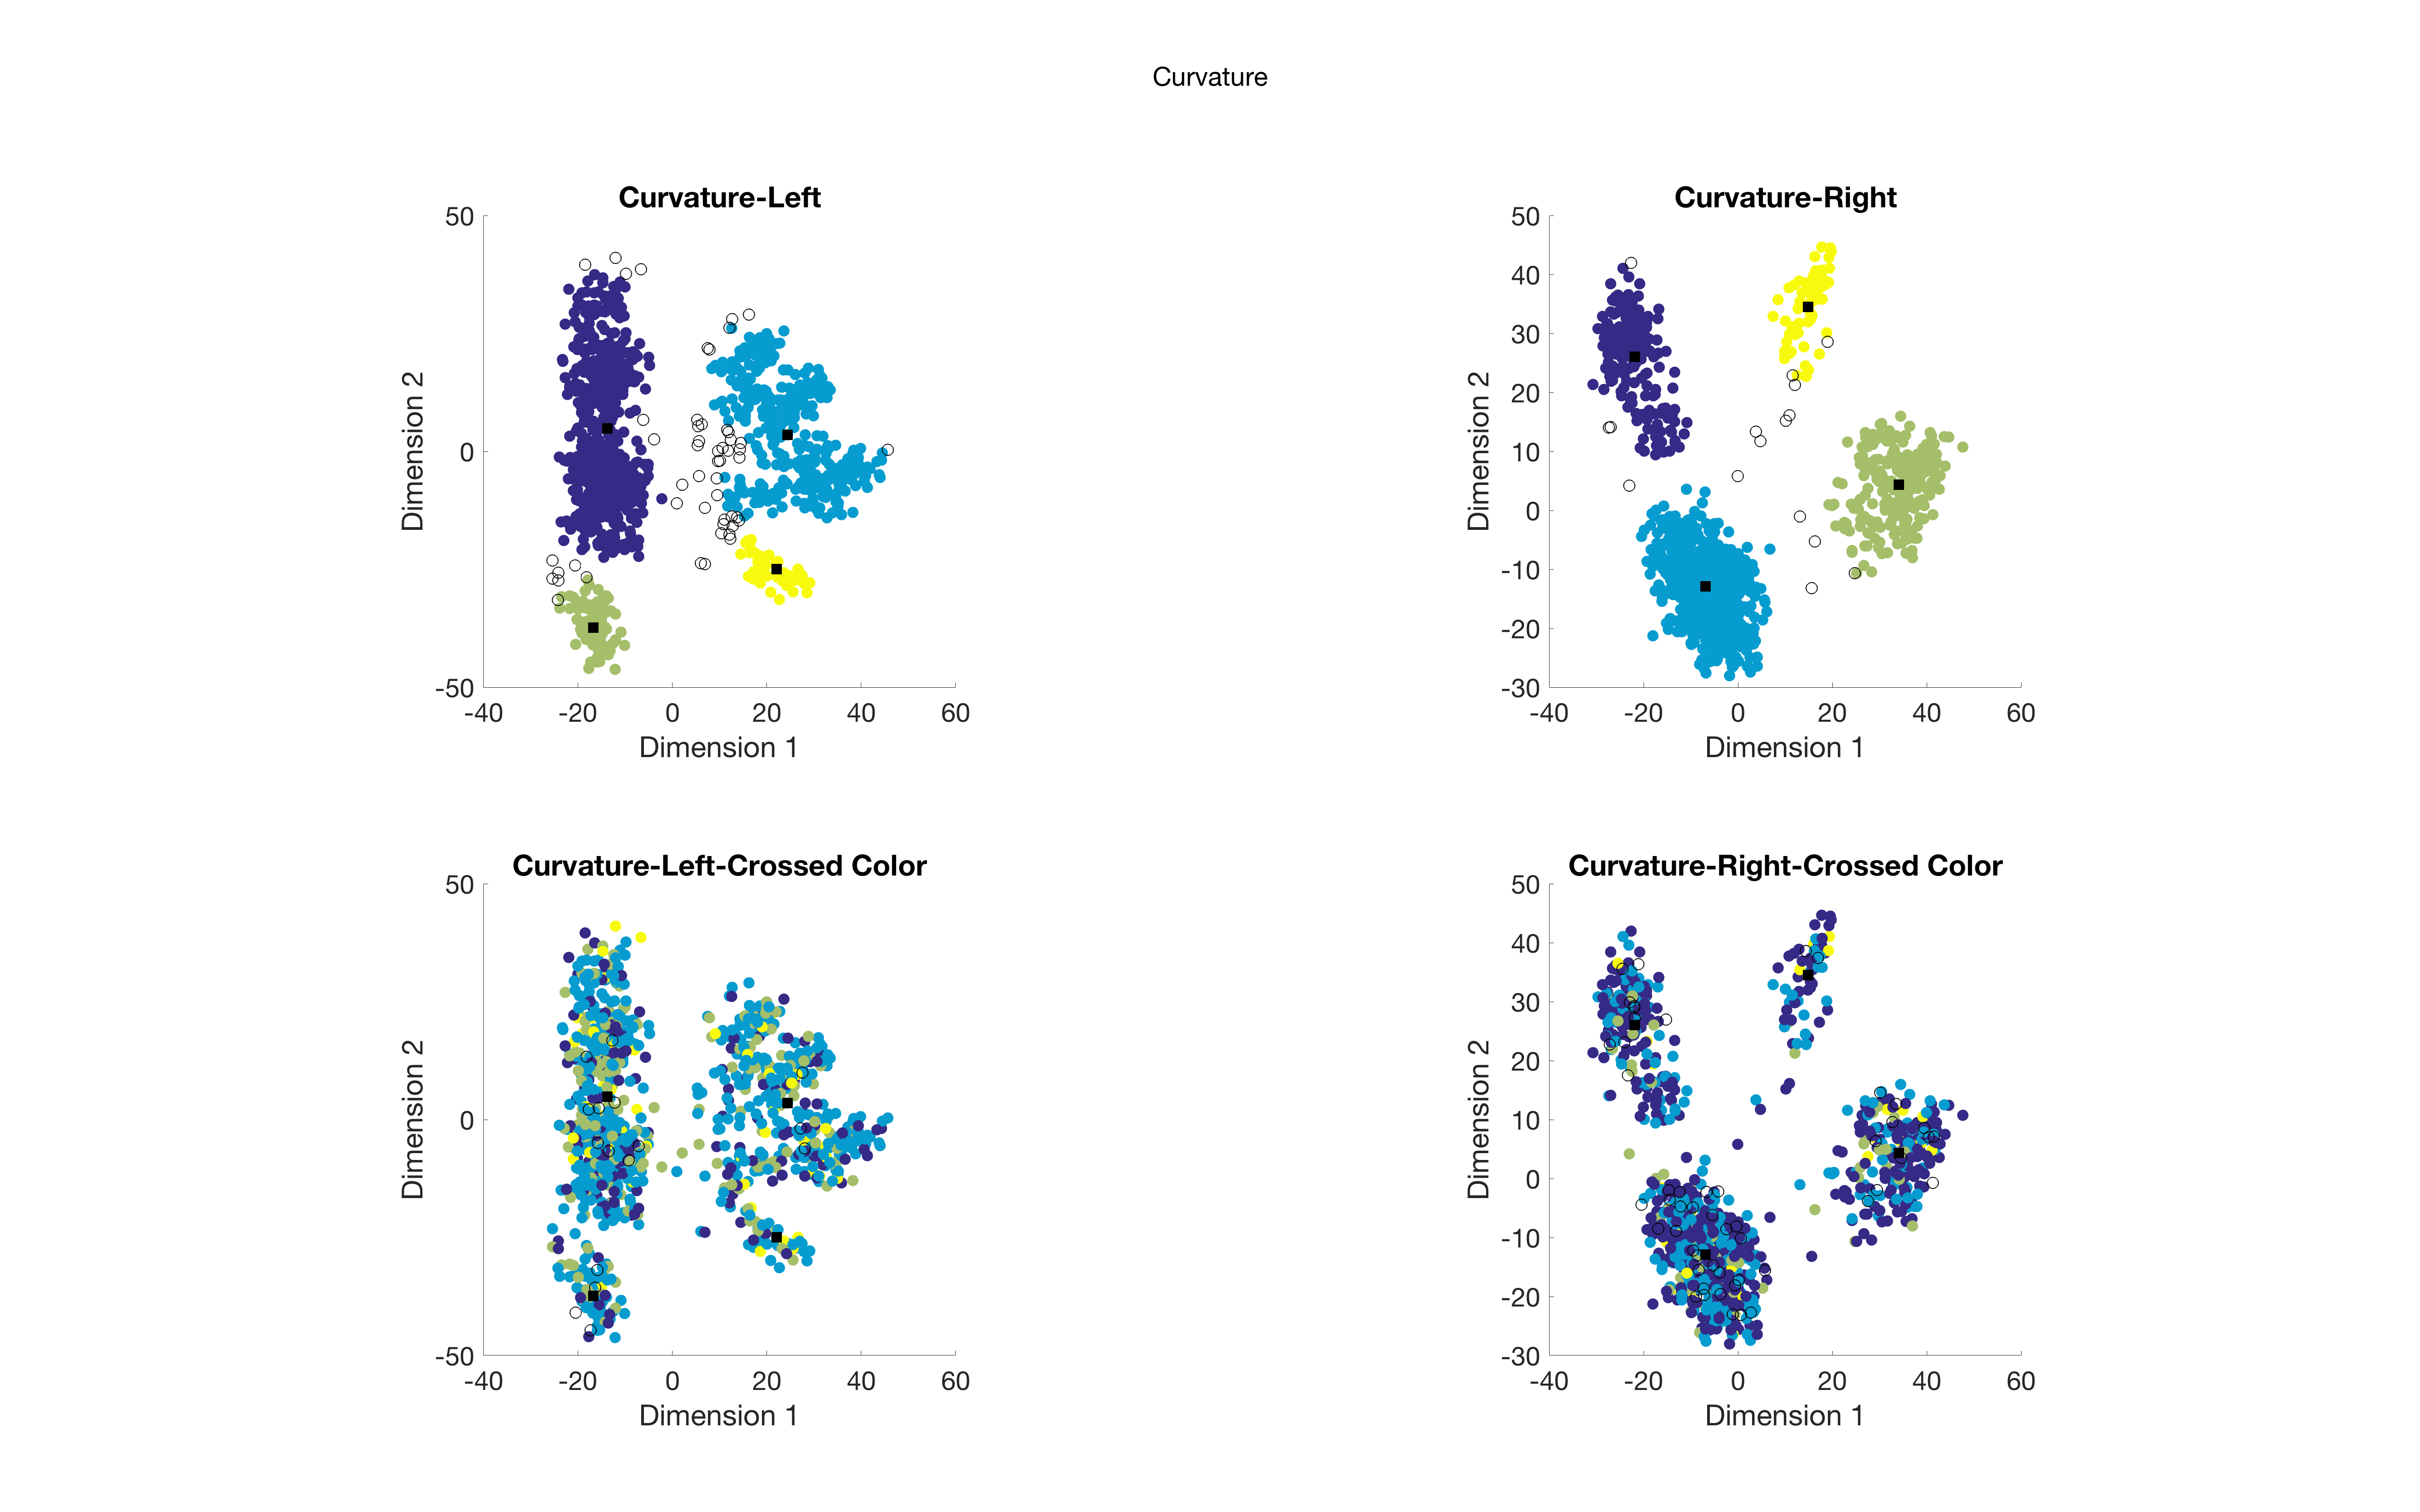 Curvature
Curvature-Left
50
0
-50
-40 -20 0 20 40 60
Dimension 1
Dimension 2
Curvature-Right
50
40
30
20
10
0
-10
-20
-30
-40 -20 0 20 40 60
Dimension 1
Dimension 2
Curvature-Left-Crossed Color
50
0
-50
-40 -20 0 20 40 60
Dimension 1
Dimension 2
Curvature-Right-Crossed Color
50
40
30
20
10
0
-10
-20
-30
-40 -20 0 20 40 60
Dimension 1
Dimension 2